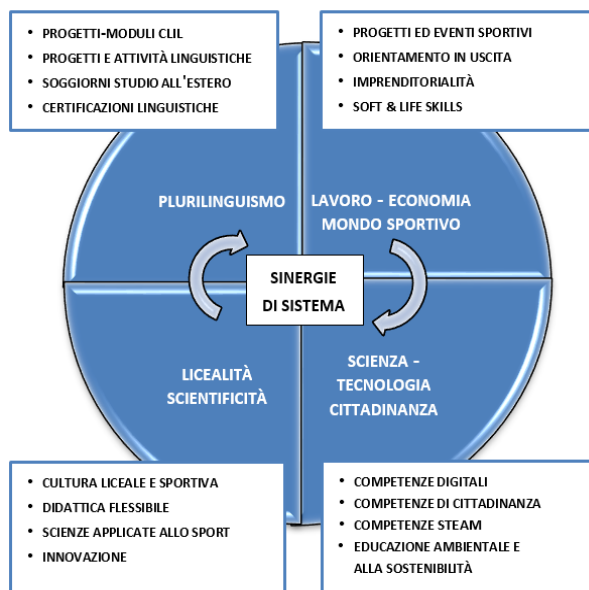 • PROGETTI-MODULI CLIL
• PROGETTI E ATTIVITÀ LINGUISTICHE
• SOGGIORNI STUDIO ALL'ESTERO
• CERTIFICAZIONI LINGUISTICHE
• PROGETTI ED EVENTI SPORTIVI
• ORIENTAMENTO IN USCITA
• IMPRENDITORIALITÀ
• SOFT & LIFE SKILLS
PLURILINGUISMO
LAVORO - ECONOMIA
MONDO SPORTIVO
SINERGIE
DI SISTEMA
LICEALITÀ
SCIENTIFICITÀ
SCIENZA -
TECNOLOGIA
CITTADINANZA
• CULTURA LICEALE E SPORTIVA
• DIDATTICA FLESSIBILE
• SCIENZE APPLICATE ALLO SPORT
• INNOVAZIONE
• COMPETENZE DIGITALI
• COMPETENZE DI CITTADINANZA
• COMPETENZE STEAM
• EDUCAZIONE AMBIENTALE E
ALLA SOSTENIBILITÀ